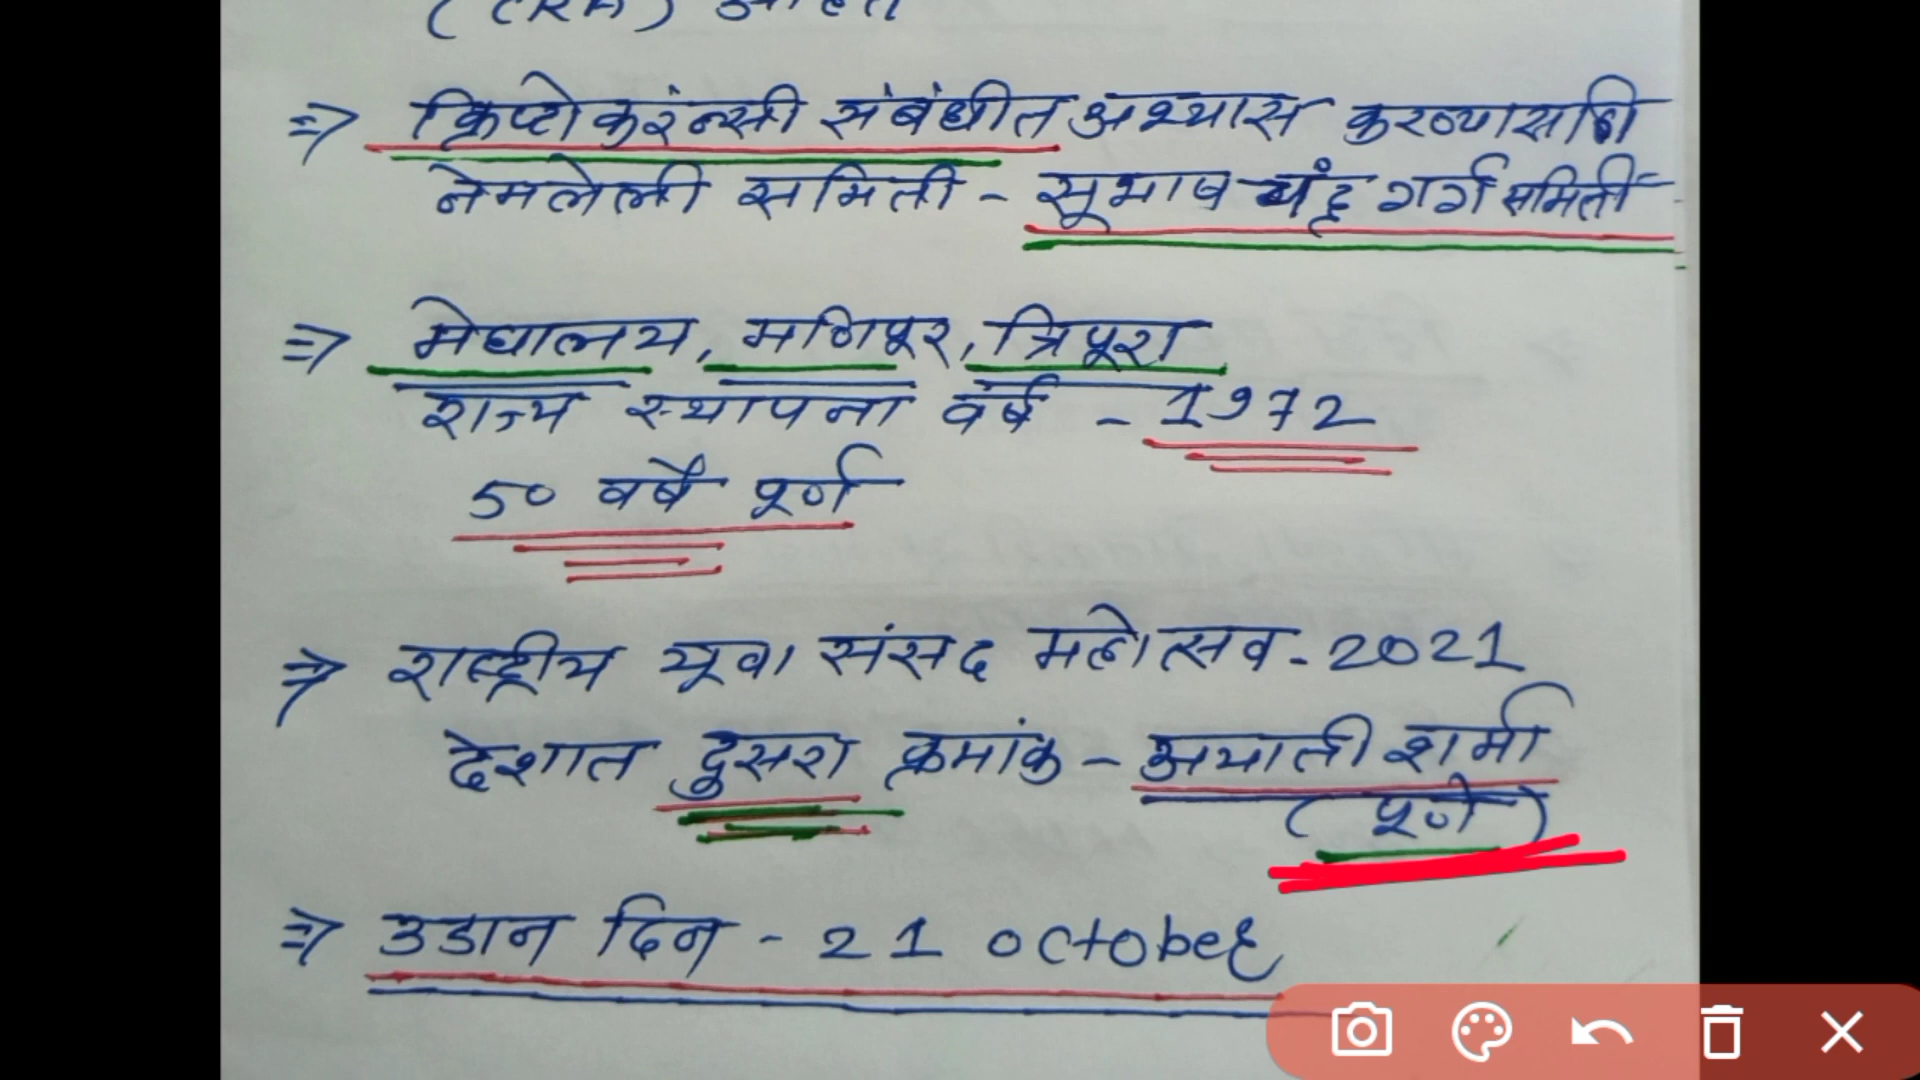 ⇒ क्रिप्टोकरंन्सी संबंधीत अभ्यास करण्यासाठी
नेमलेली समिती - सूभाष चंद्र गर्ग समिती
⇒ मेघालय, मणिपूर, त्रिपूरा
राज्य स्थापना वर्ष - 1972
50 वर्षे पूर्ण
⇒ राष्ट्रीय यूवा संसद महोत्सव - 2021
देशात दुसरा क्रमांक - अयाती शर्मा
(पूणे)
⇒ उडान दिन - 21 October